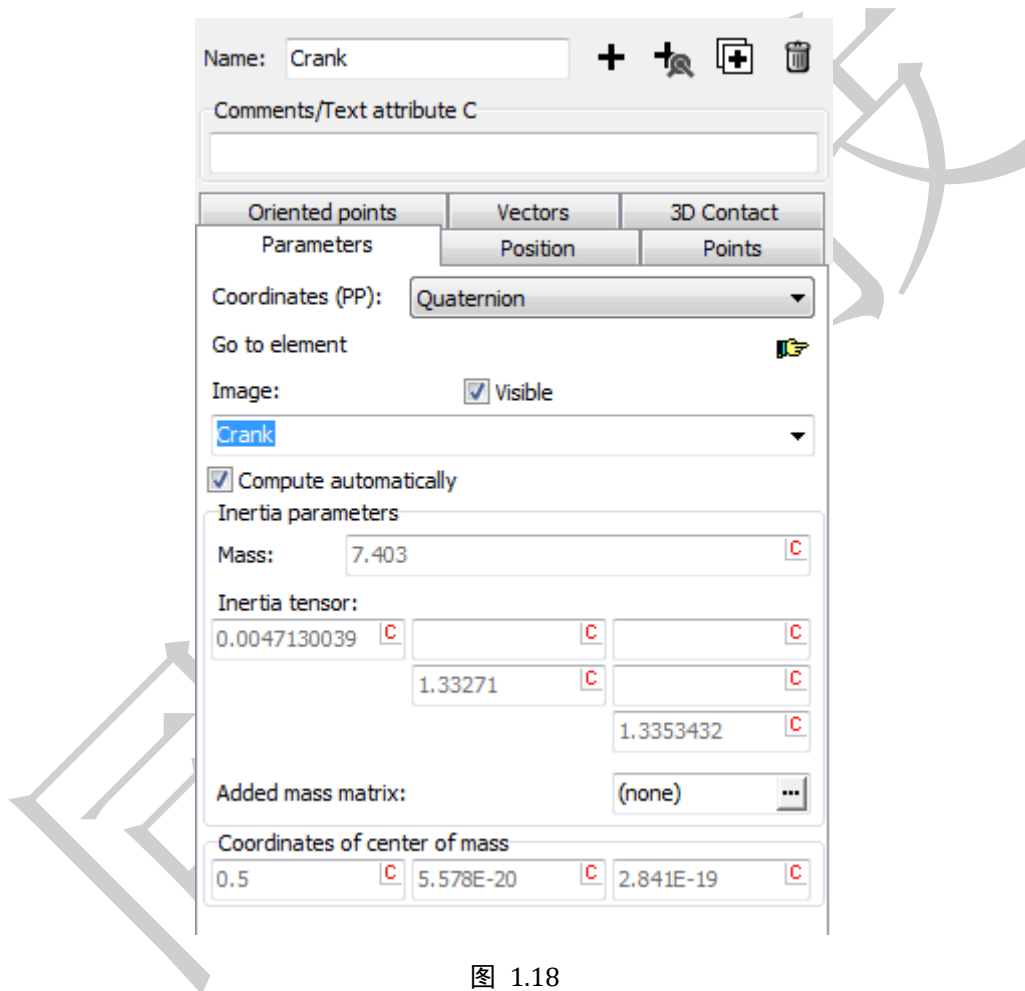 Name: Crank
Comments/Text attribute C
Oriented points Vectors 3D Contact
Parameters Position Points
Coordinates (PP): Quaternion
Go to element
Image: Visible
Crank
Compute automatically
Inertia parameters
Mass: 7.403 C
Inertia tensor:
0.0047130039 C C C
1.33271 C C
1.3353432 C
Added mass matrix: (none) ...
Coordinates of center of mass
0.5 C 5.578E-20 C 2.841E-19 C
图 1.18